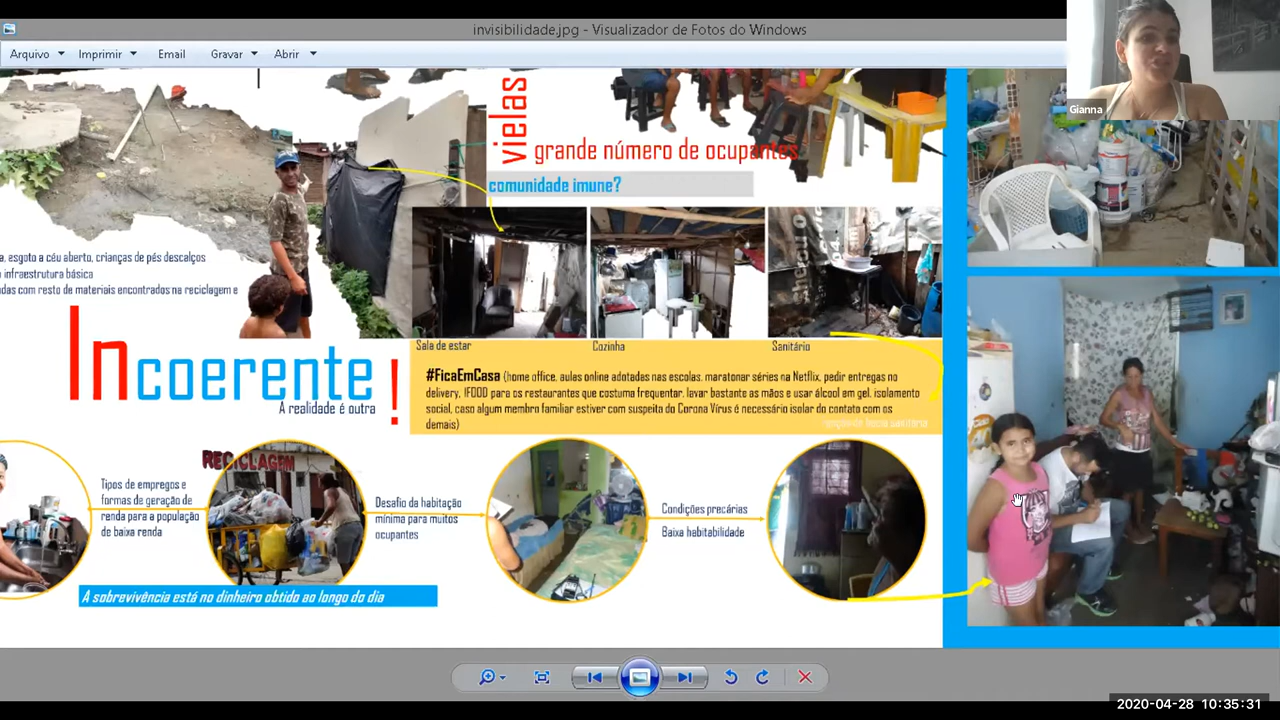 invisibilidade.jpg - Visualizador de Fotos do Windows
Arquivo Imprimir Email Gravar Abrir
Gianna
vielas
grande número de ocupantes
comunidade imune?
a, esgoto a céu aberto, crianças de pés descalços
o infraestrutura básica
adas com resto de materiais encontrados na reciclagem e
Incoerente!
A realidade é outra
Sala de estar
Cozinha
Sanitário
#FicaEmCasa (home office, aulas online adotadas nas escolas, maratonar séries na Netflix, pedir entregas no
delivery, IFOOD para os restaurantes que costuma frequentar, levar bastante as mãos e usar álcool em gel, isolamento
social, caso algum membro familiar estiver com suspeita do Corona Vírus é necessário isolar do contato com os
demais)
RECICLAGEM
Tipos de empregos e
formas de geração de
renda para a população
de baixa renda
Desafio da habitação
mínima para muitos
ocupantes
Condições precárias
Baixa habitabilidade
A sobrevivência está no dinheiro obtido ao longo do dia
2020-04-28 10:35:31